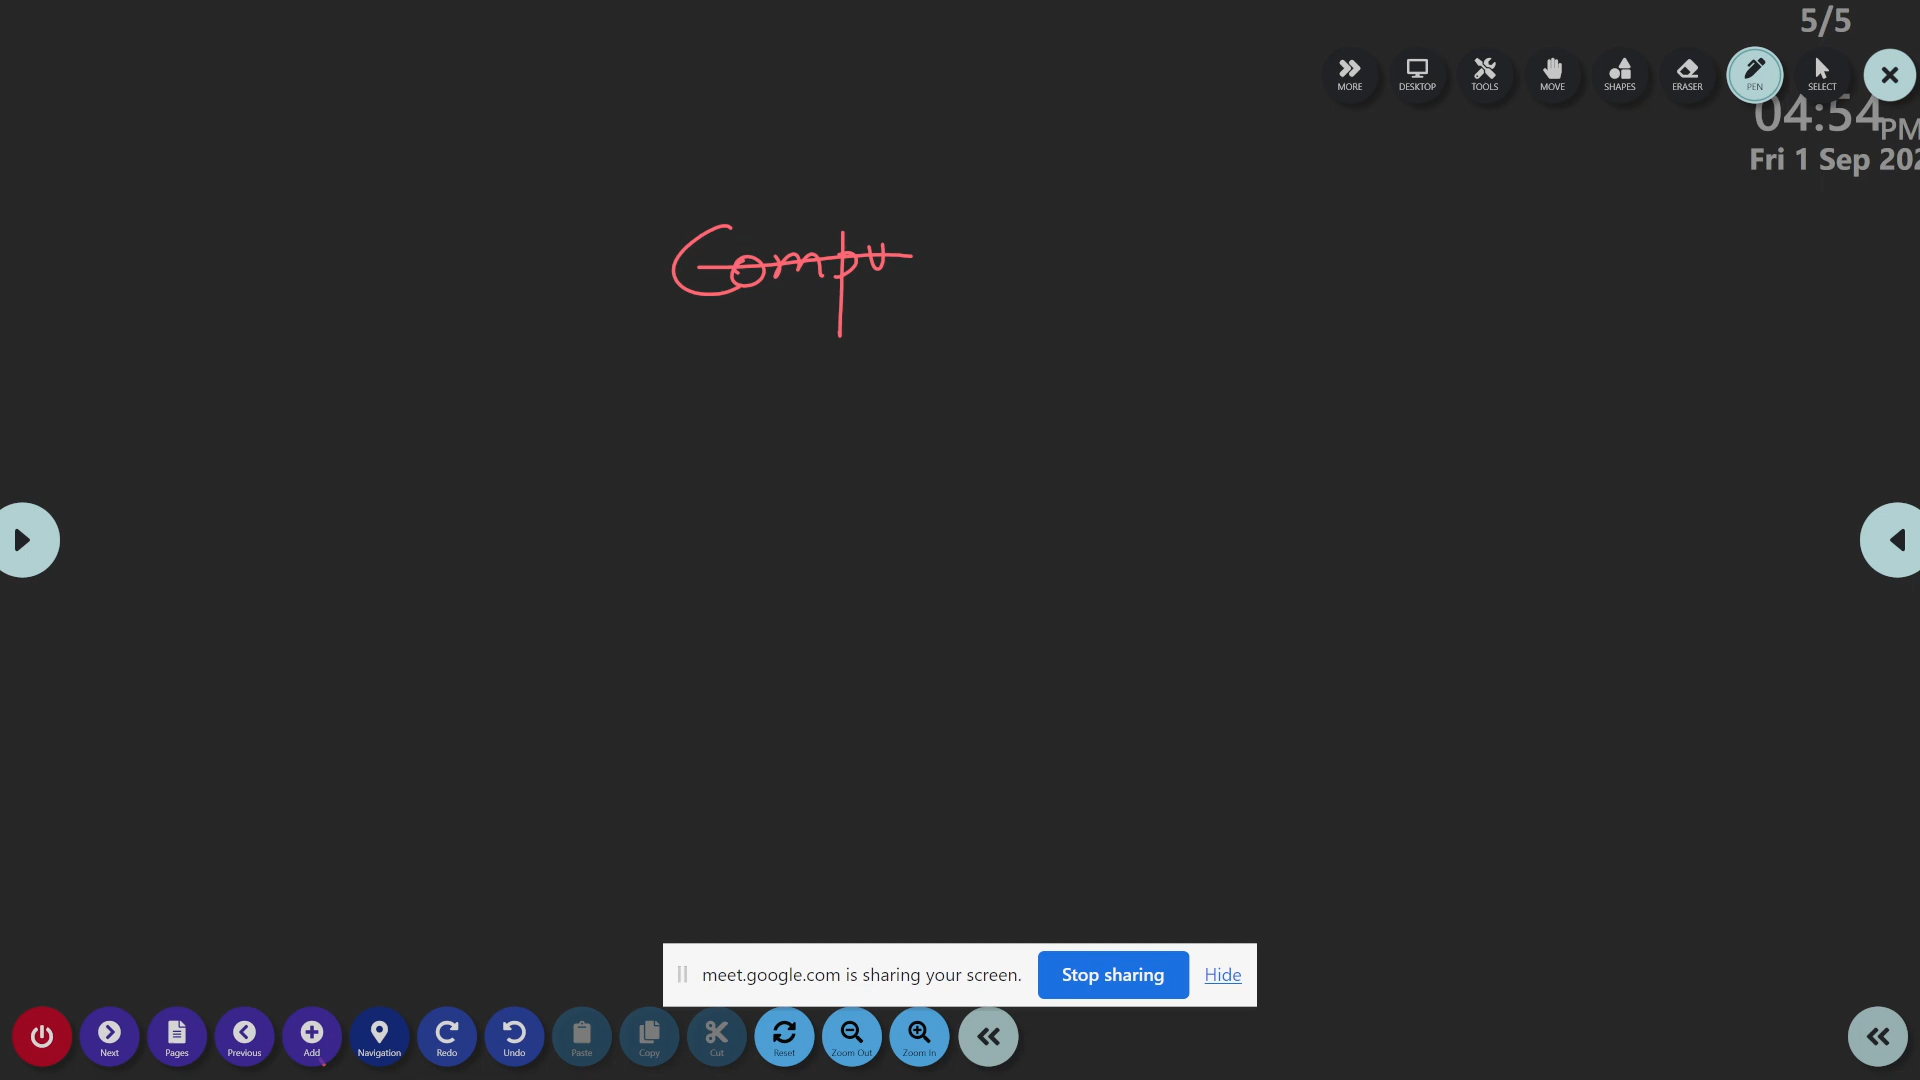 5/5
MORE DESKTOP TOOLS MOVE SHAPES ERASER PEN SELECT
04:54 PM
Fri 1 Sep 202
Compu
meet.google.com is sharing your screen. Stop sharing Hide
Next Pages Previous Add Navigation Redo Undo Paste Copy Cut Reset Zoom Out Zoom In